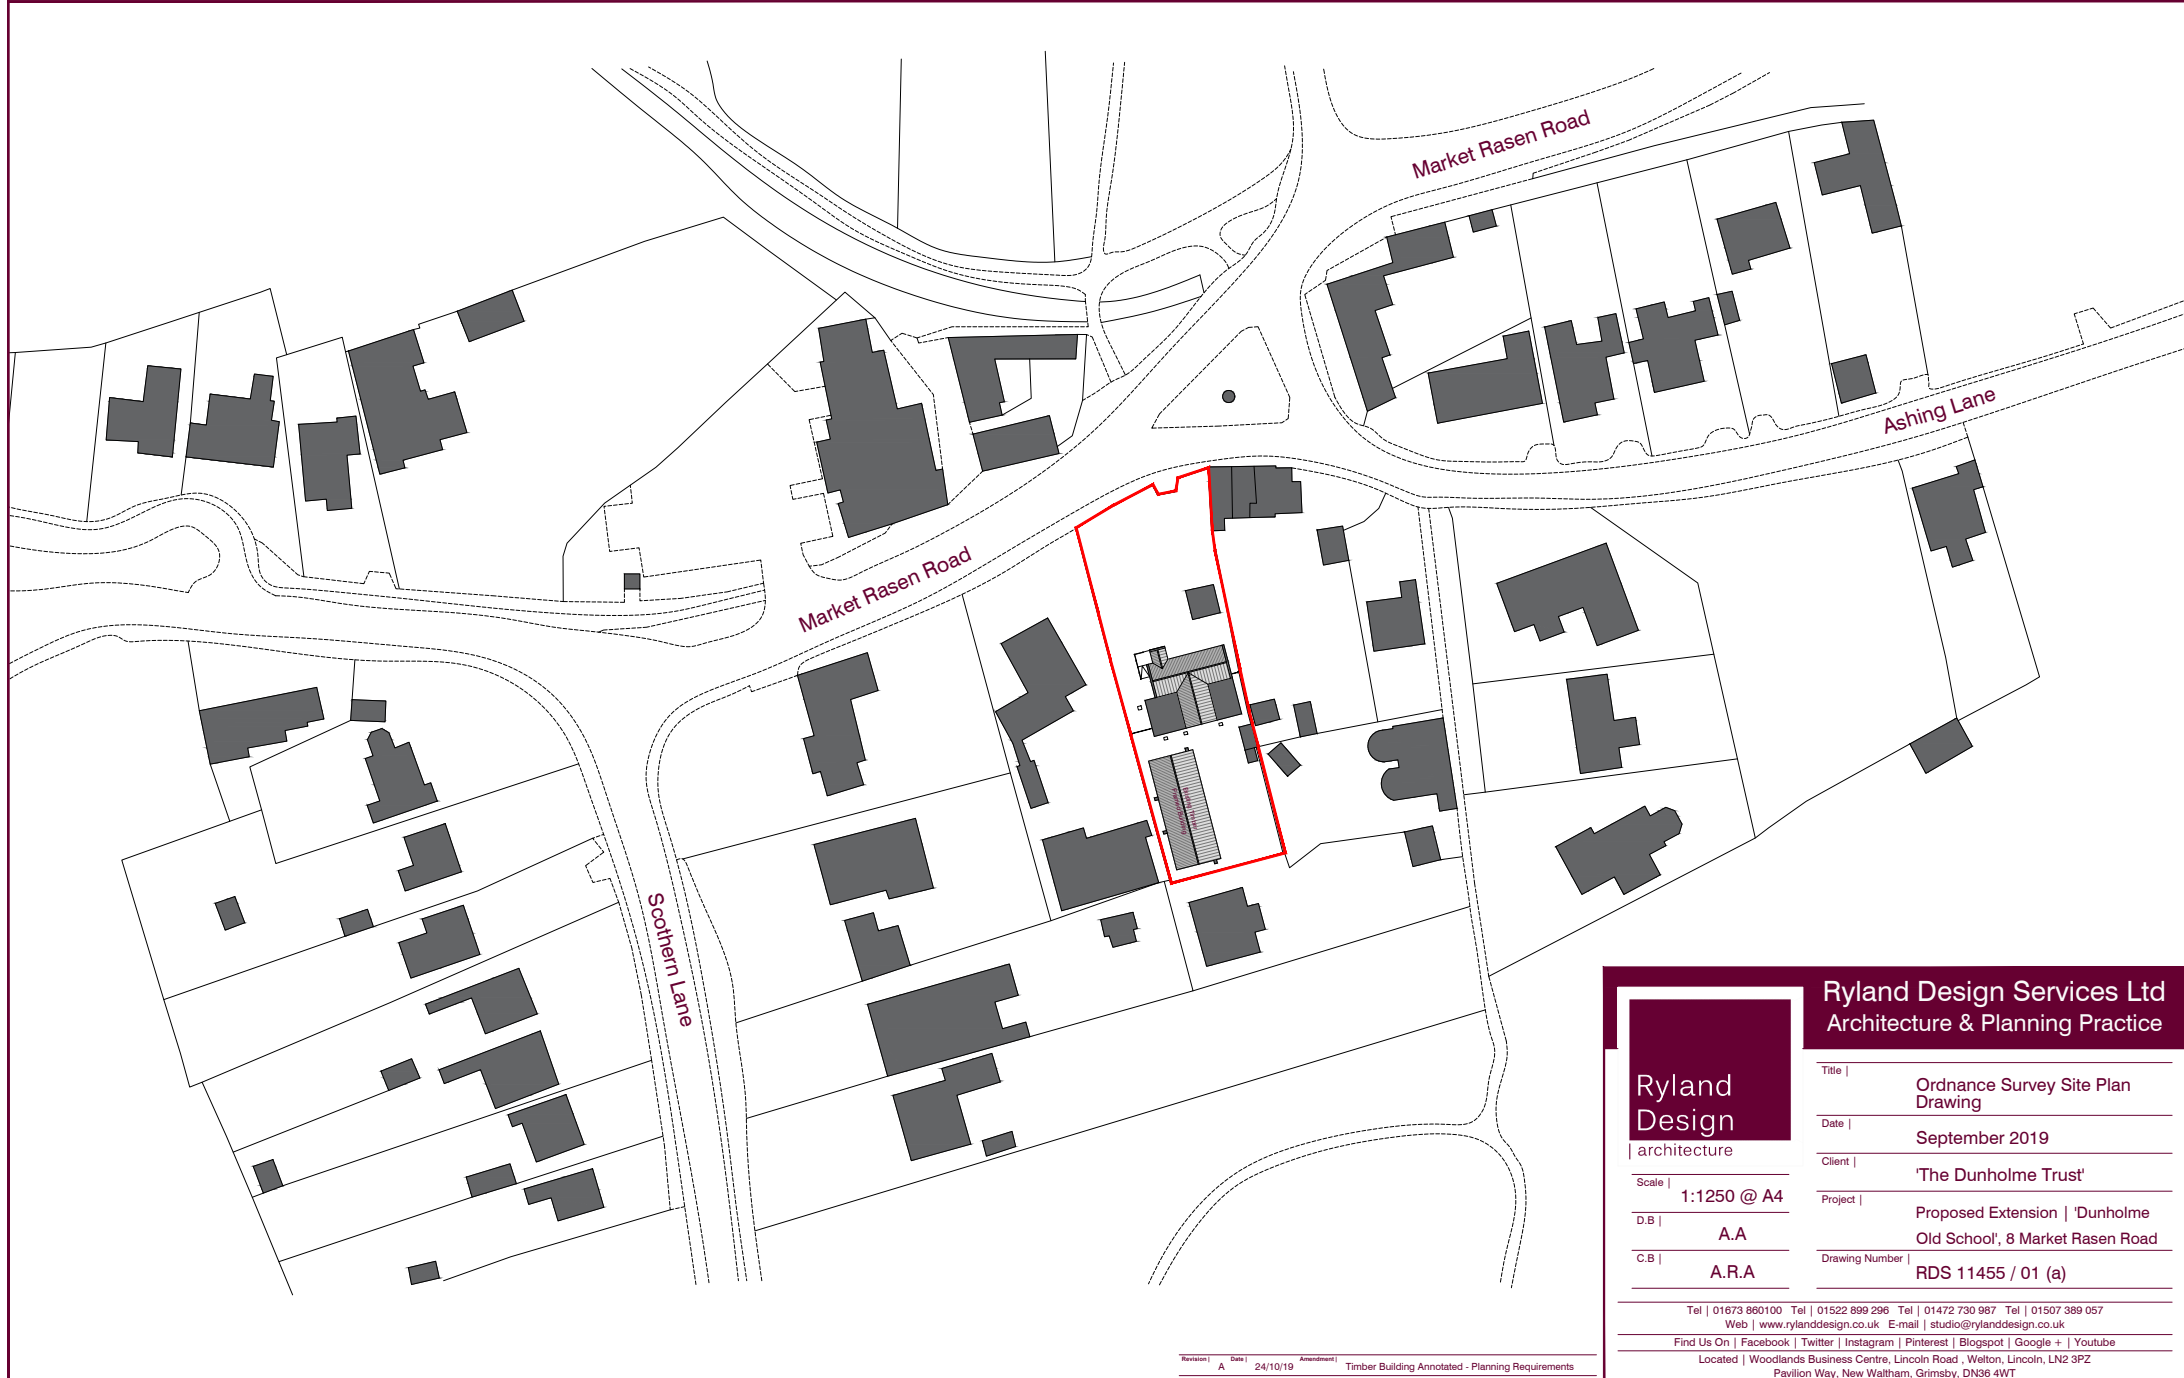 Market Rasen Road
Ashing Lane
Market Rasen Road
Scothern Lane
Ryland Design Services Ltd
Architecture & Planning Practice
Ryland
Design
| architecture
Title |
Ordnance Survey Site Plan
Drawing
Date |
September 2019
Client |
'The Dunholme Trust'
Project |
Proposed Extension | 'Dunholme
Old School', 8 Market Rasen Road
Drawing Number |
RDS 11455 / 01 (a)
Scale |
1:1250 @ A4
D.B |
A.A
C.B |
A.R.A
Tel | 01673 860100 Tel | 01522 899 296 Tel | 01472 730 987 Tel | 01507 389 057
Web | www.rylanddesign.co.uk E-mail | studio@rylanddesign.co.uk
Find Us On | Facebook | Twitter | Instagram | Pinterest | Blogspot | Google + | Youtube
Located | Woodlands Business Centre, Lincoln Road , Welton, Lincoln, LN2 3PZ
Pavilion Way, New Waltham, Grimsby, DN36 4WT
Revision | A Date | 24/10/19 Amendment | Timber Building Annotated - Planning Requirements